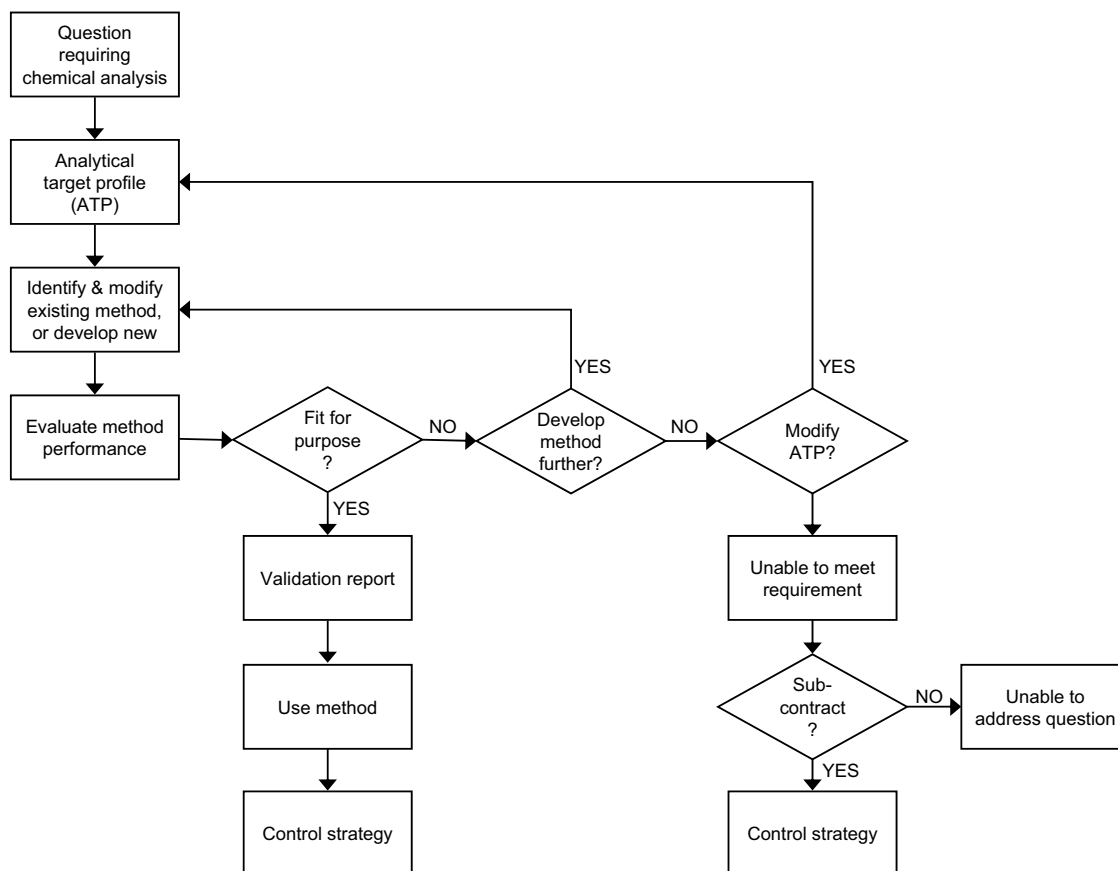 Question
requiring
chemical analysis
Analytical
target profile
(ATP)
Identify & modify
existing method,
or develop new
YES
YES
Evaluate method
performance
Fit for
purpose
?
NO
Develop
method
further?
NO
Modify
ATP?
YES
Validation report
Unable to meet
requirement
Use method
Sub-
contract
?
NO
Unable to
address question
YES
Control strategy
Control strategy